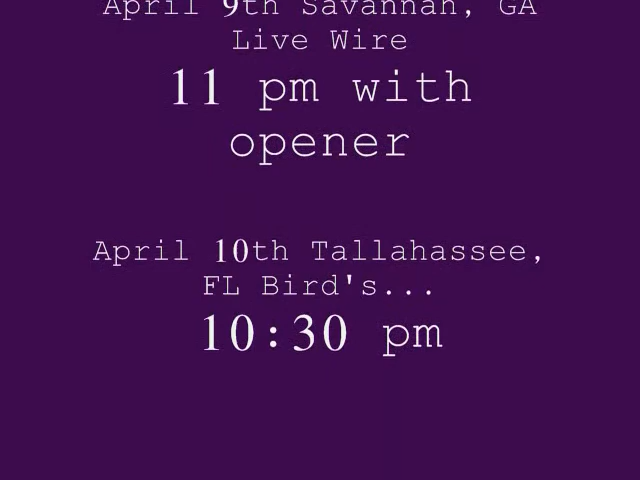 April 9th Savannah, GA
Live Wire
11 pm with
opener
April 10th Tallahassee,
FL Bird's...
10:30 pm